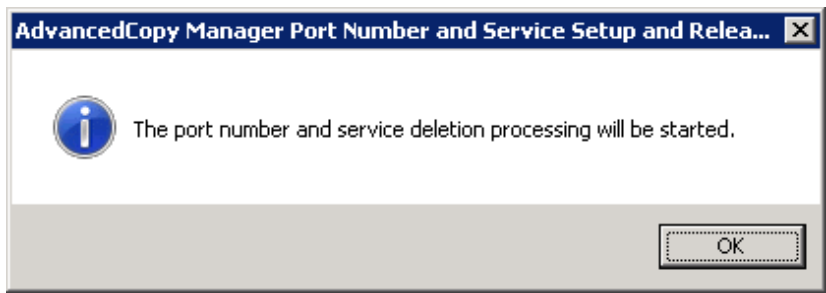 AdvancedCopy Manager Port Number and Service Setup and Relea...
The port number and service deletion processing will be started.
OK